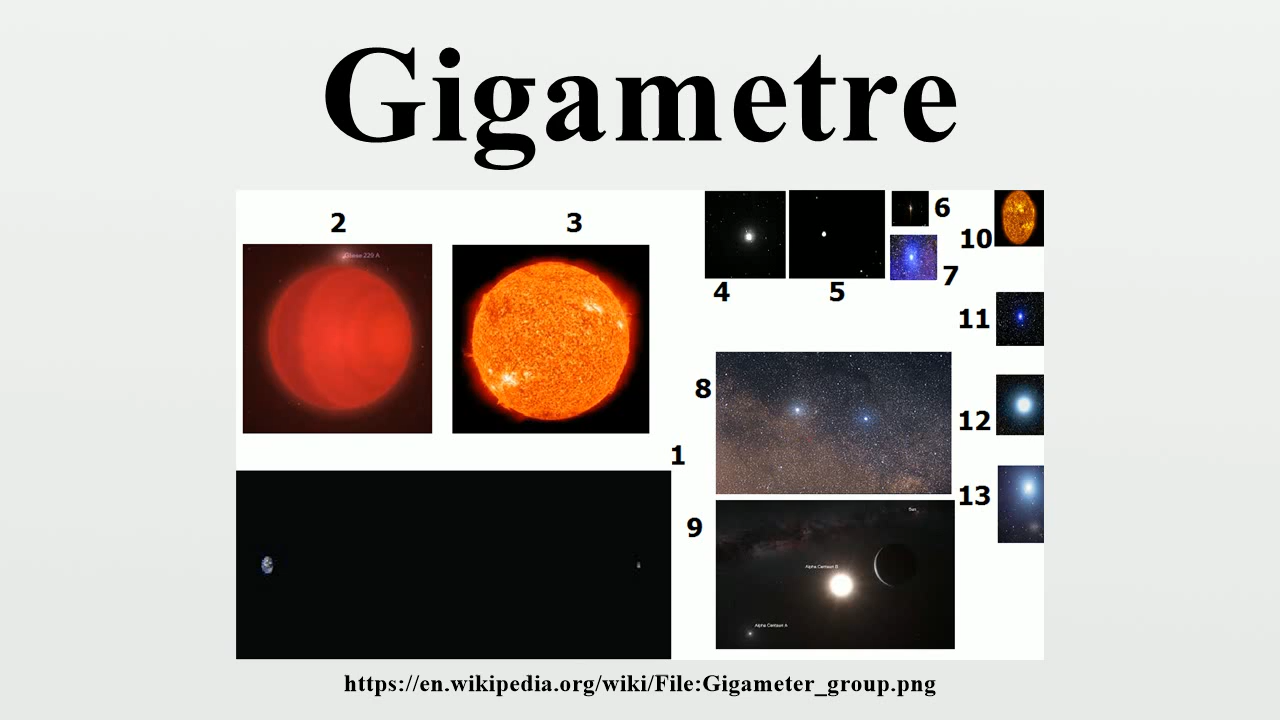 Gigametre
2
3
4
5
6
7
8
9
10
11
12
13
1
Alpha Centauri B
Alpha Centauri A
Sun
https://en.wikipedia.org/wiki/File:Gigameter_group.png